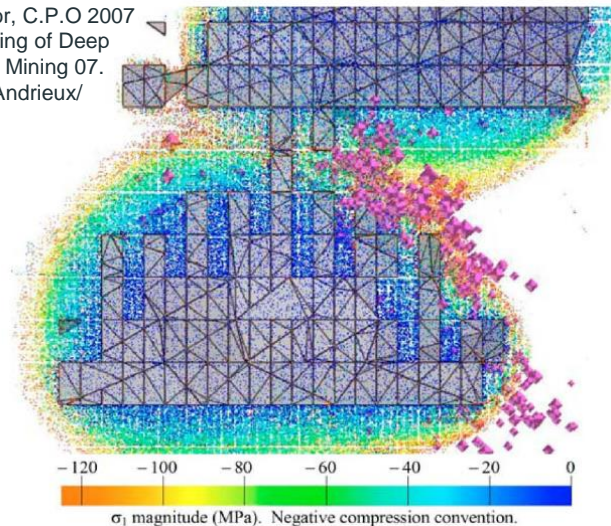 or, C.P.O 2007
ing of Deep
Mining 07.
Andrieux/
−120 −100 −80 −60 −40 −20 0
σ1 magnitude (MPa). Negative compression convention.